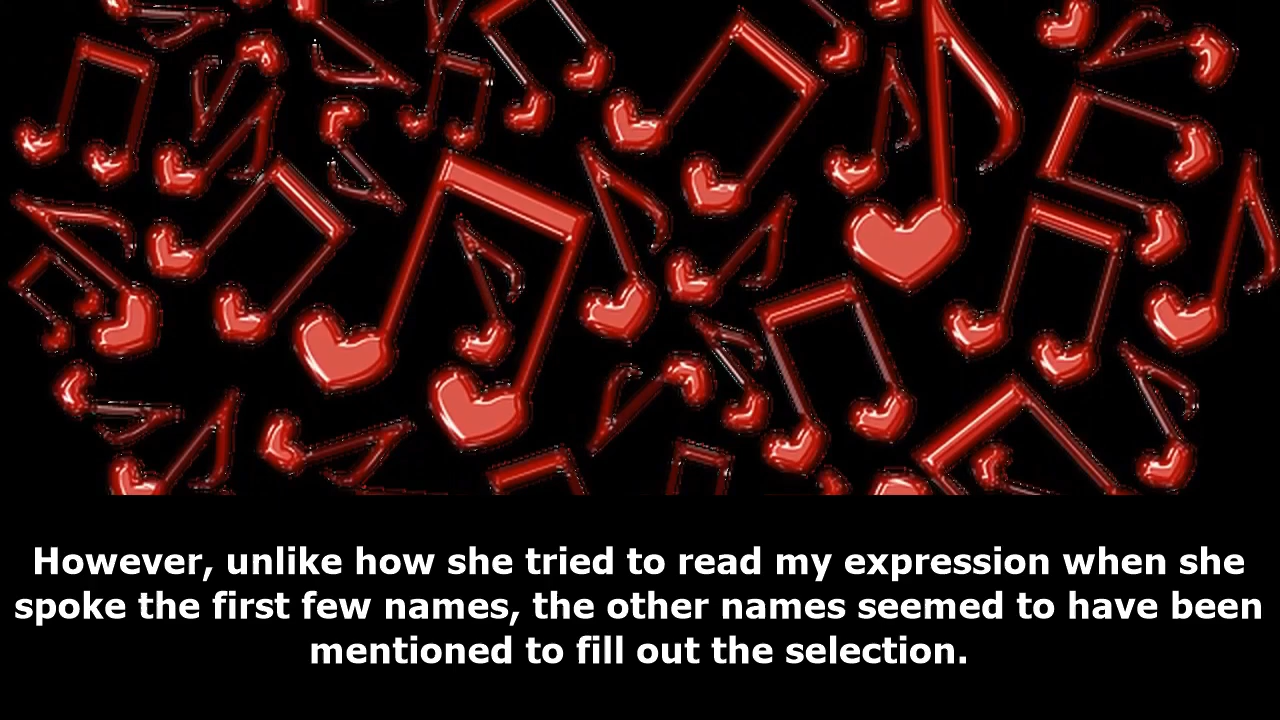 However, unlike how she tried to read my expression when she
spoke the first few names, the other names seemed to have been
mentioned to fill out the selection.